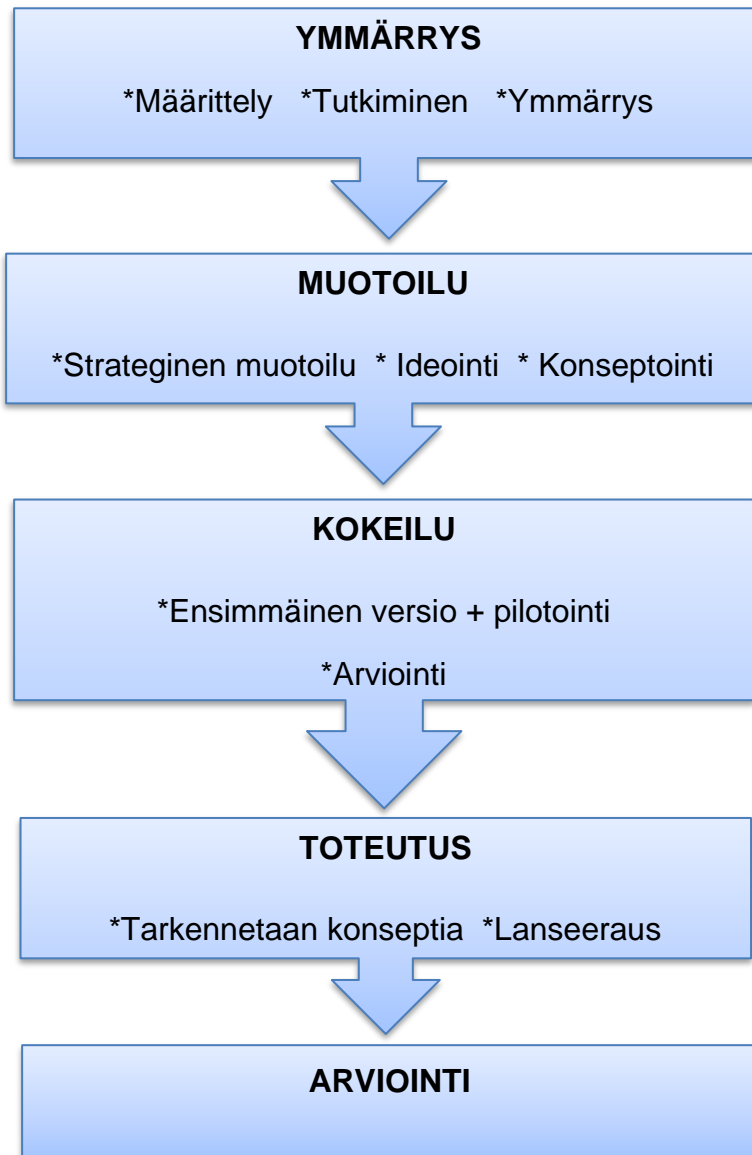 YMMÄRRYS
*Määrittely *Tutkiminen *Ymmärrys
MUOTOILU
*Strateginen muotoilu * Ideointi * Konseptointi
KOKEILU
*Ensimmäinen versio + pilotointi
*Arviointi
TOTEUTUS
*Tarkennetaan konseptia *Lanseeraus
ARVIOINTI